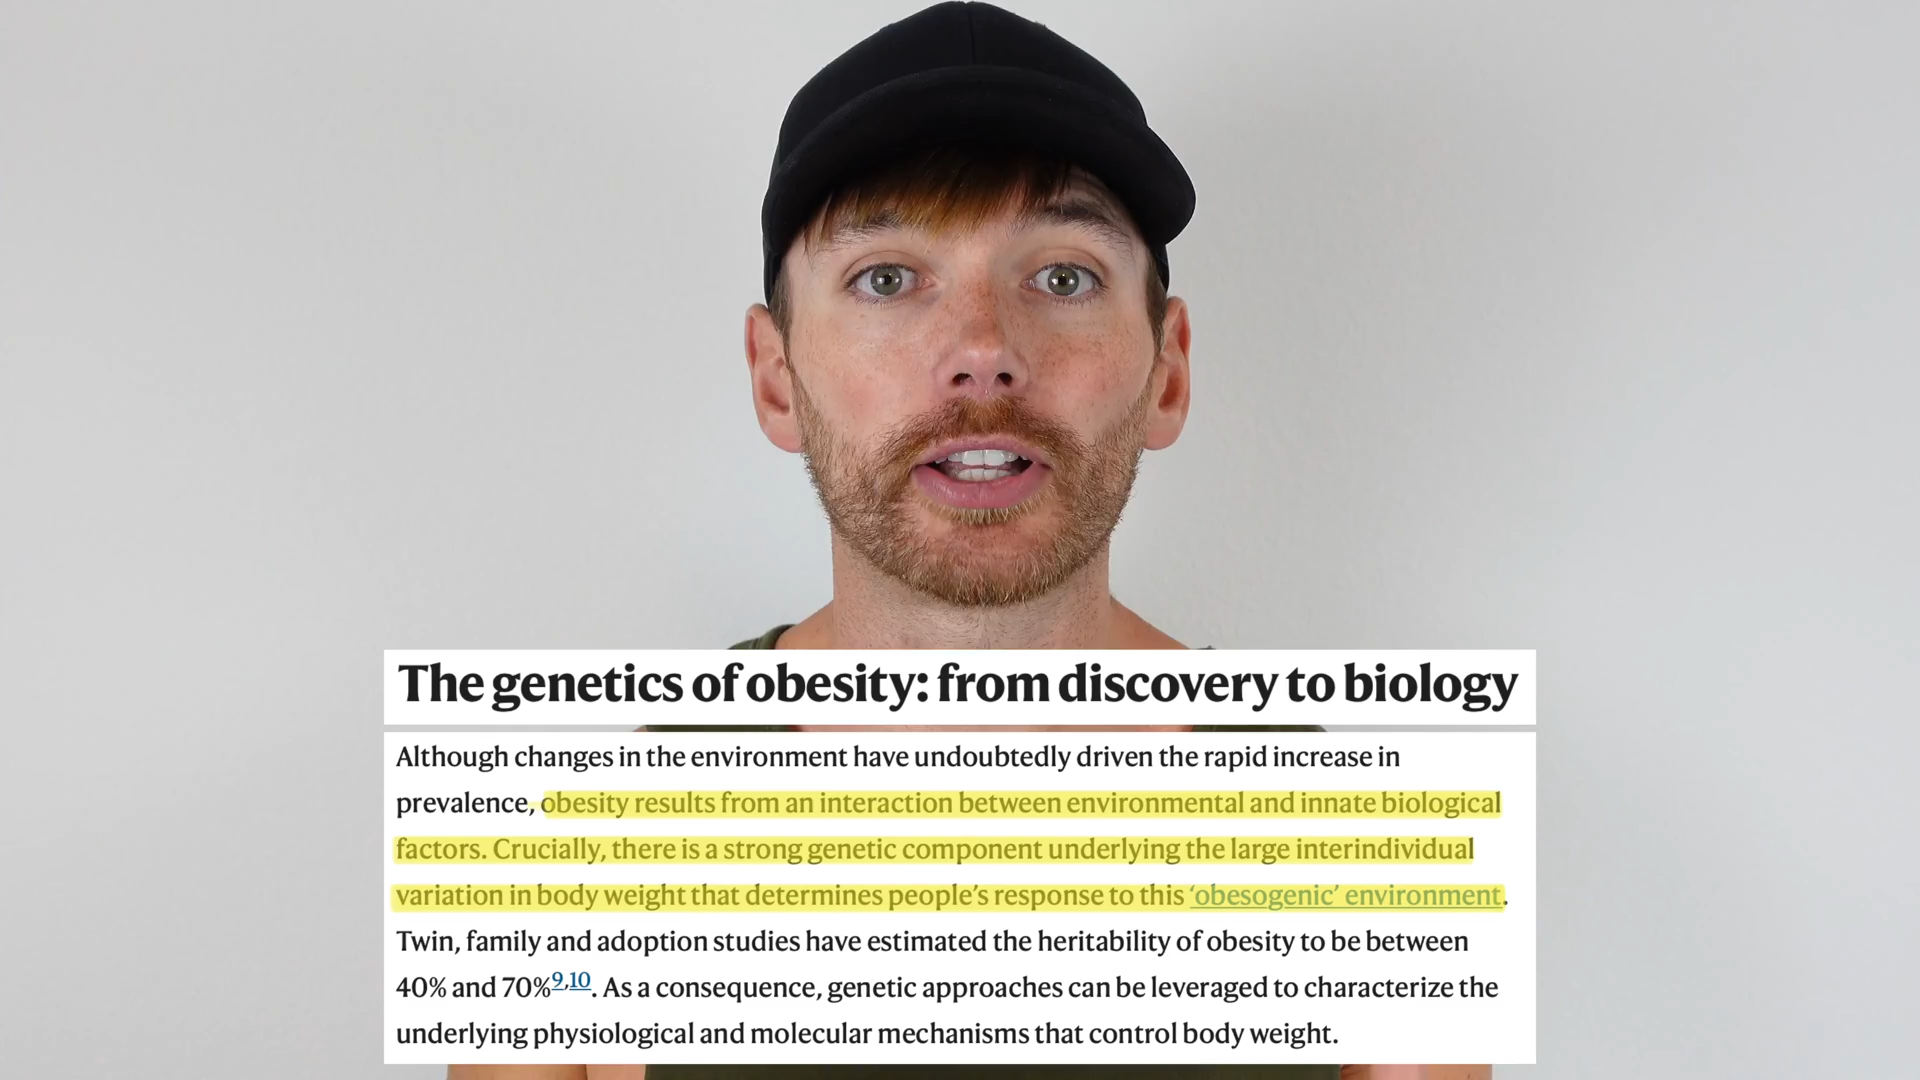 The genetics of obesity: from discovery to biology
Although changes in the environment have undoubtedly driven the rapid increase in
prevalence, obesity results from an interaction between environmental and innate biological
factors. Crucially, there is a strong genetic component underlying the large interindividual
variation in body weight that determines people’s response to this ‘obesogenic’ environment.
Twin, family and adoption studies have estimated the heritability of obesity to be between
40% and 70%9,10. As a consequence, genetic approaches can be leveraged to characterize the
underlying physiological and molecular mechanisms that control body weight.